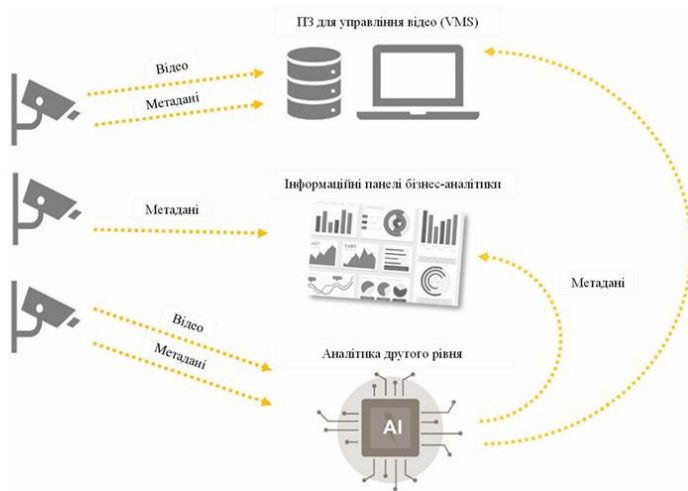 ПЗ для управління відео (VMS)
Відео
Метадані
Інформаційні панелі бізнес-аналітики
Метадані
Метадані
Відео
Метадані
Аналітика другого рівня
AI